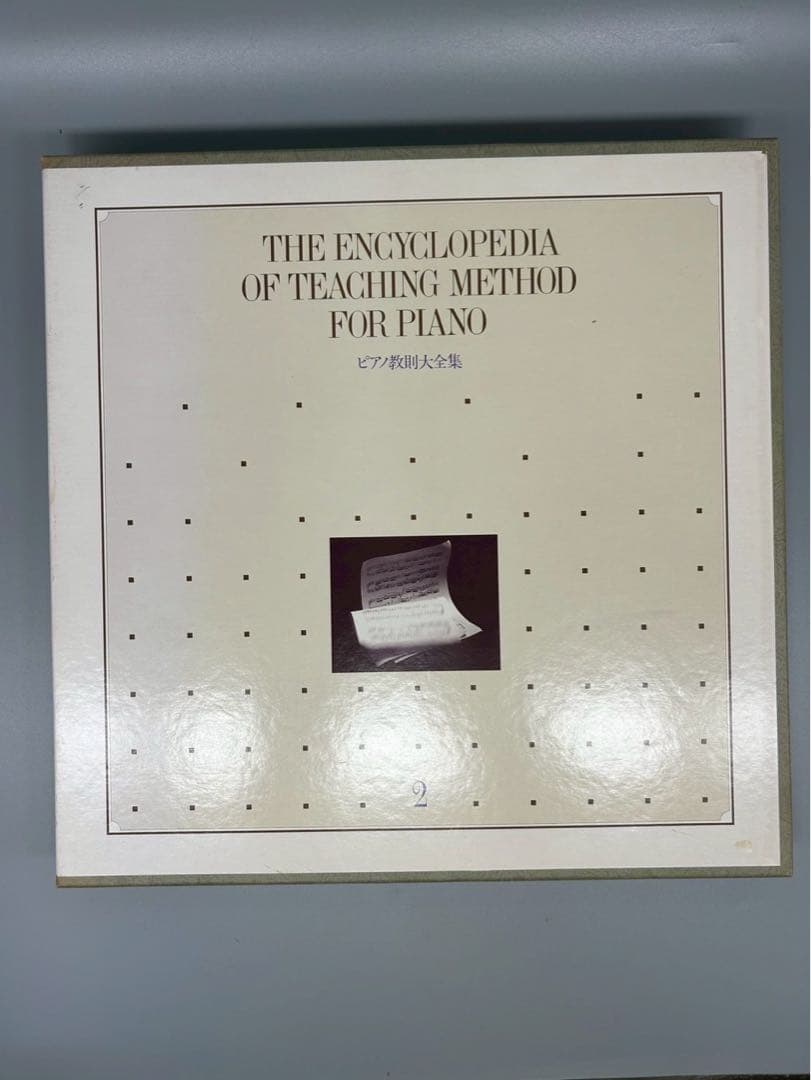 THE ENCYCLOPEDIA
OF TEACHING METHOD
FOR PIANO
ピアノ教則大全集
2